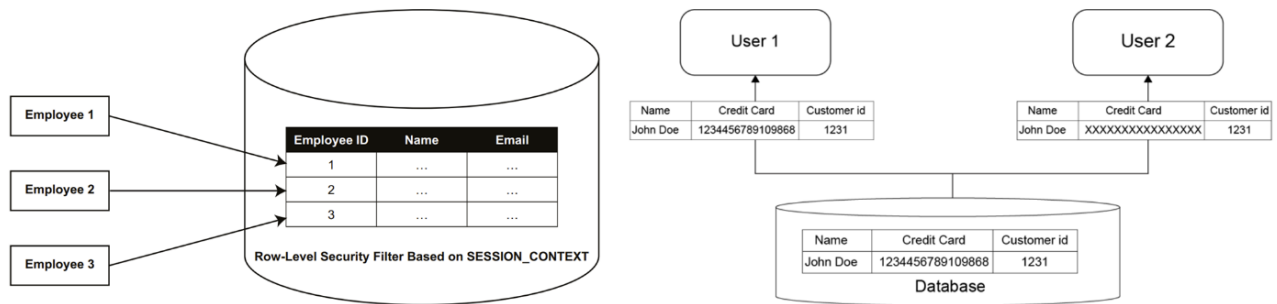 Employee 1
Employee 2
Employee 3
Employee ID Name Email
1 ... ...
2 ... ...
3 ... ...
Row-Level Security Filter Based on SESSION_CONTEXT
User 1
Name Credit Card Customer id
John Doe 1234456789109868 1231
User 2
Name Credit Card Customer id
John Doe XXXXXXXXXXXXXXXX 1231
Name Credit Card Customer id
John Doe 1234456789109868 1231
Database